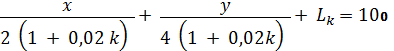 x / (2 ( 1 + 0,02 k )) + y / (4 ( 1 + 0,02k)) + L_k = 100